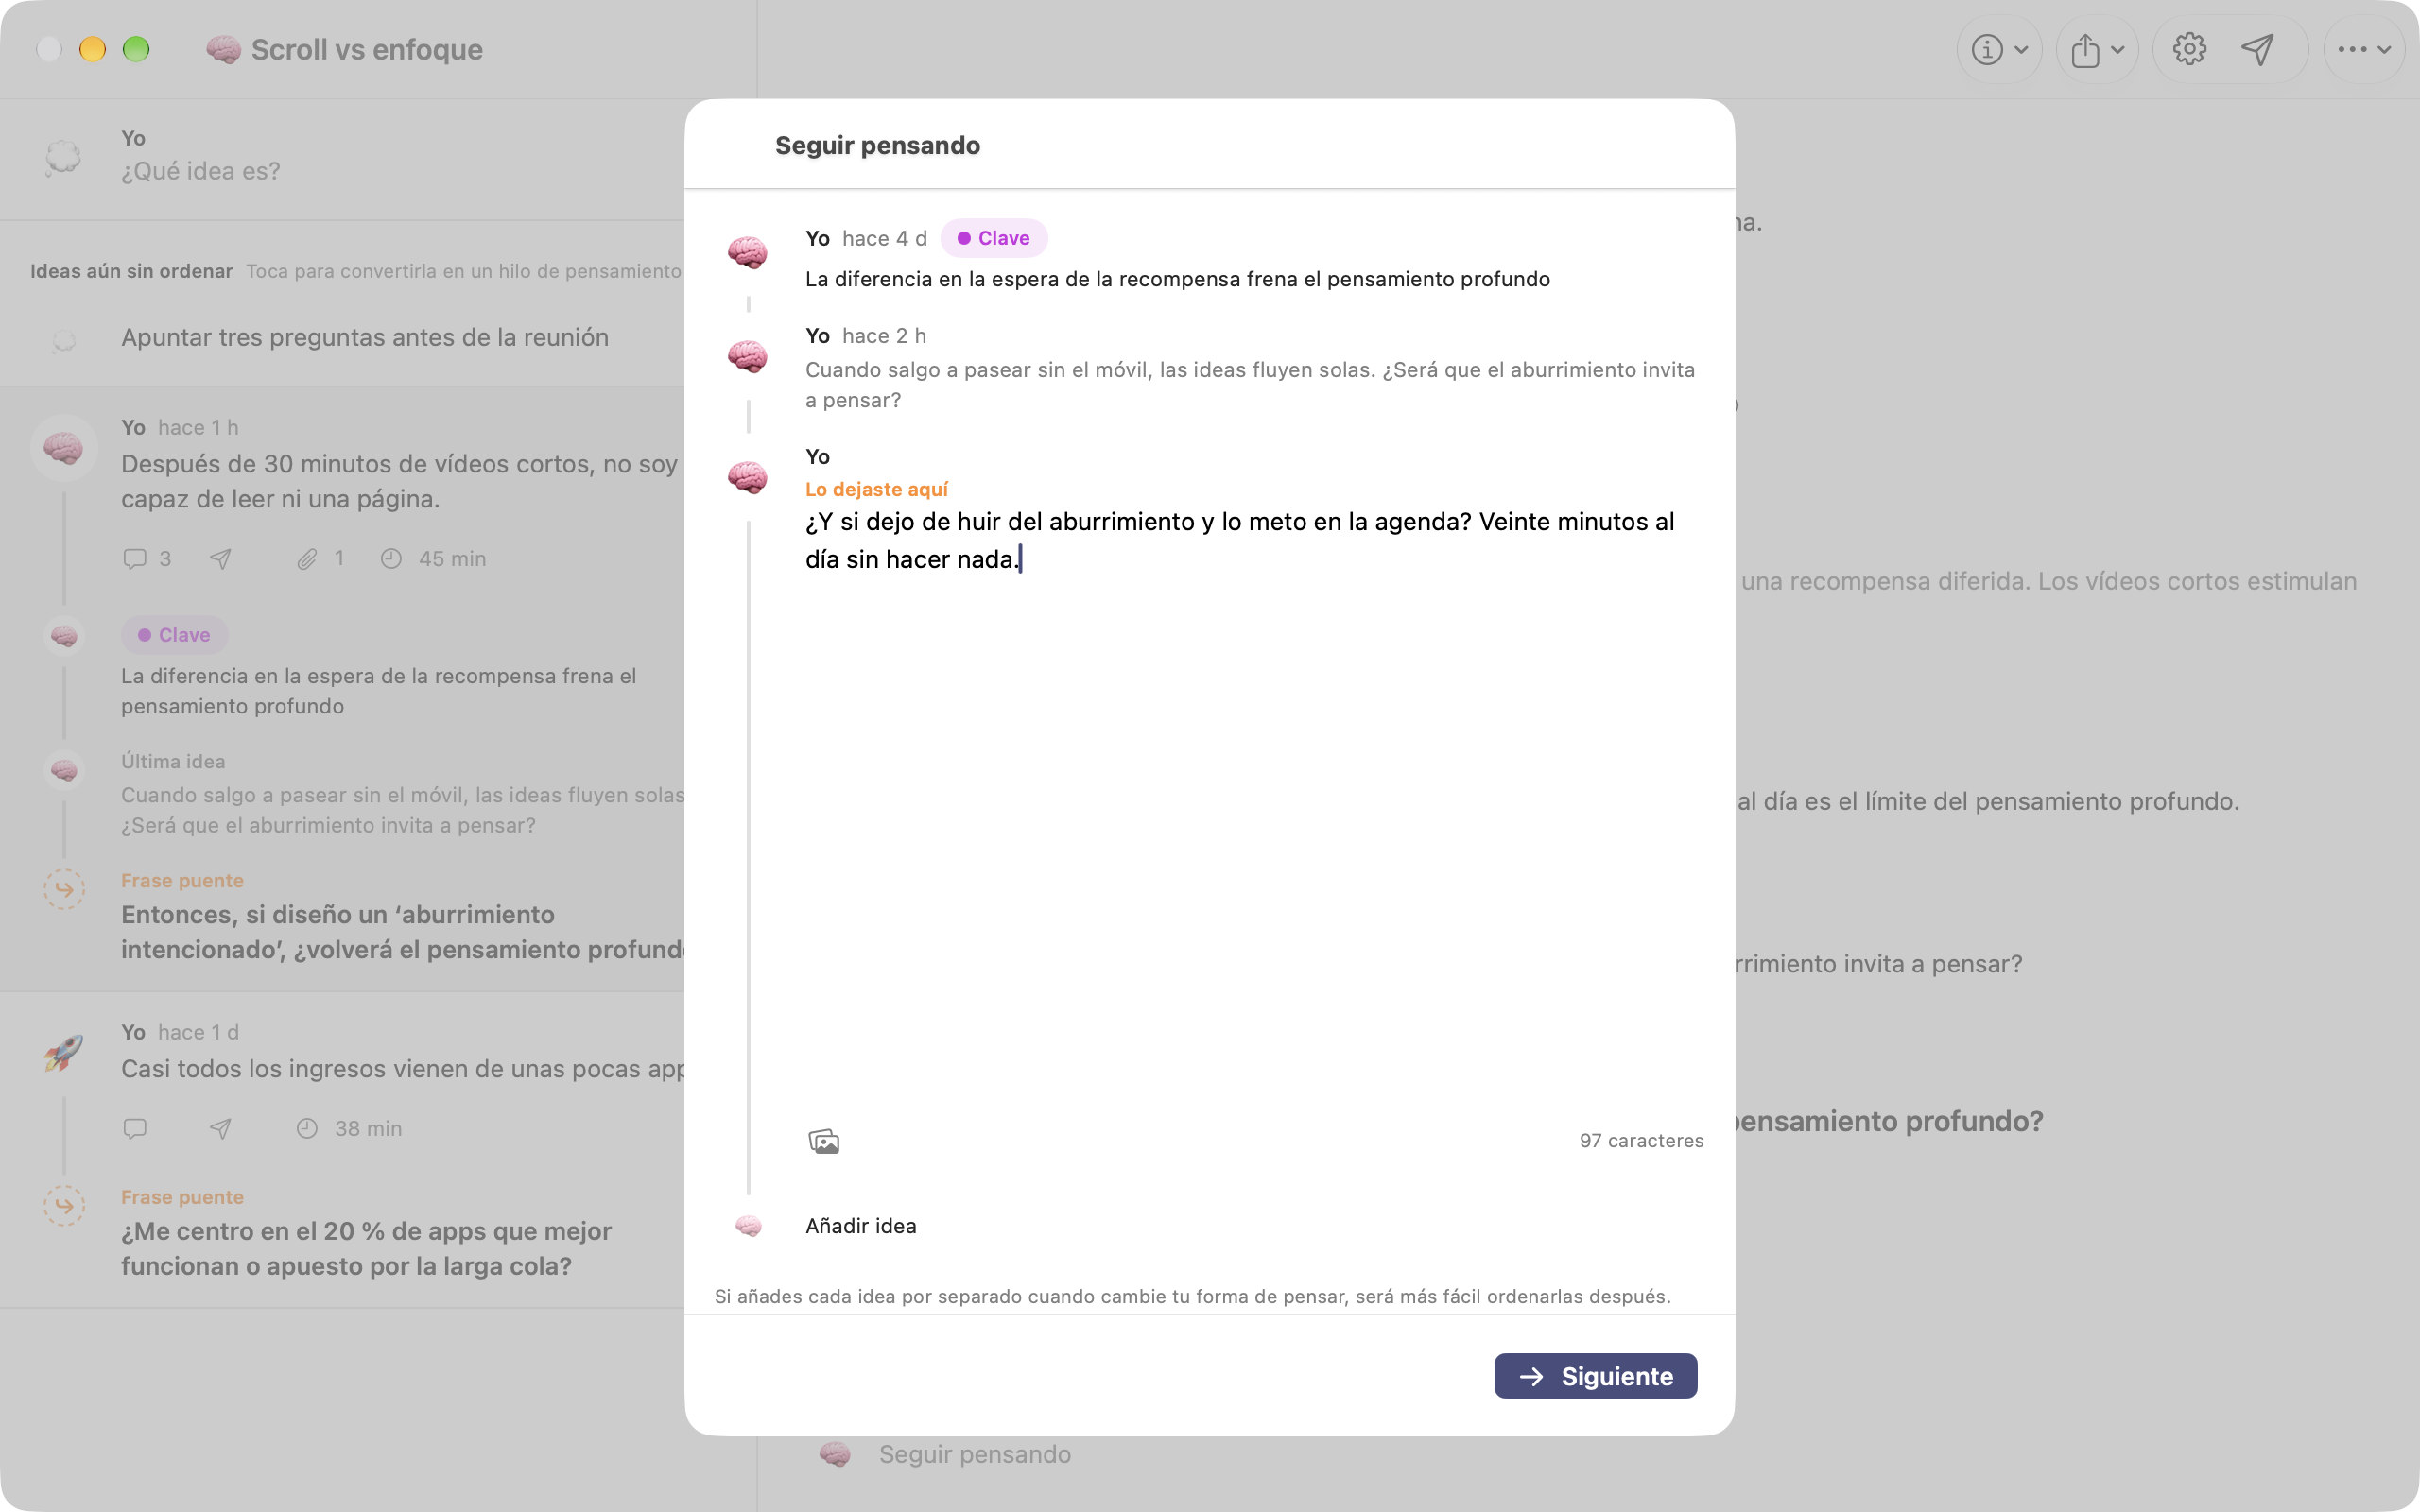 Scroll vs enfoque
Yo
¿Qué idea es?
Ideas aún sin ordenar Toca para convertirla en un hilo de pensamiento
Apuntar tres preguntas antes de la reunión
Yo hace 1 h
Después de 30 minutos de vídeos cortos, no soy
capaz de leer ni una página.
3 1 45 min
Clave
La diferencia en la espera de la recompensa frena el
pensamiento profundo
Última idea
Cuando salgo a pasear sin el móvil, las ideas fluyen solas
¿Será que el aburrimiento invita a pensar?
Frase puente
Entonces, si diseño un ‘aburrimiento
intencionado’, ¿volverá el pensamiento
Yo hace 1 d
Casi todos los ingresos vienen de unas pocas
38 min
Frase puente
¿Me centro en el 20 % de apps que mejor
funcionan o apuesto por la larga cola?
Seguir pensando
Yo hace 4 d Clave
La diferencia en la espera de la recompensa frena el pensamiento profundo
Yo hace 2 h
Cuando salgo a pasear sin el móvil, las ideas fluyen solas. ¿Será que el aburrimiento invita
a pensar?
Yo
Lo dejaste aquí
¿Y si dejo de huir del aburrimiento y lo meto en la agenda? Veinte minutos al
día sin hacer nada.
97 caracteres
Añadir idea
Si añades cada idea por separado cuando cambie tu forma de pensar, será más fácil ordenarlas después.
Siguiente
una recompensa diferida. Los vídeos cortos estimulan
al día es el límite del pensamiento profundo.
invita a pensar?
profundo?
Seguir pensando